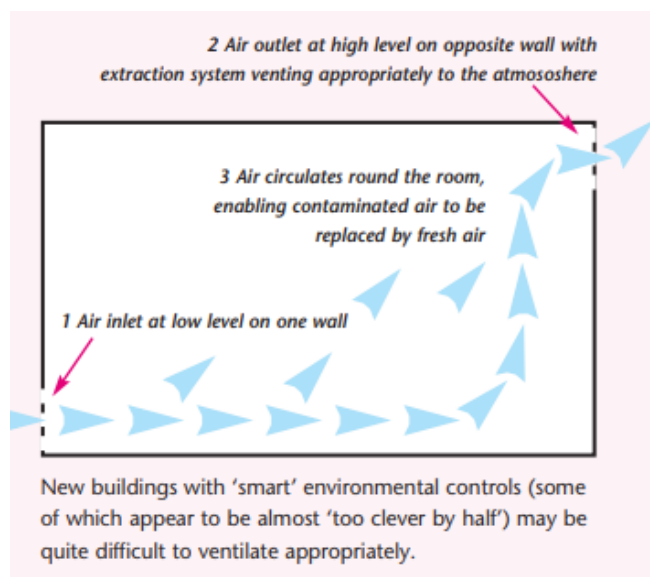 2 Air outlet at high level on opposite wall with
extraction system venting appropriately to the atmososhere
3 Air circulates round the room,
enabling contaminated air to be
replaced by fresh air
1 Air inlet at low level on one wall
New buildings with ‘smart’ environmental controls (some
of which appear to be almost ‘too clever by half’) may be
quite difficult to ventilate appropriately.